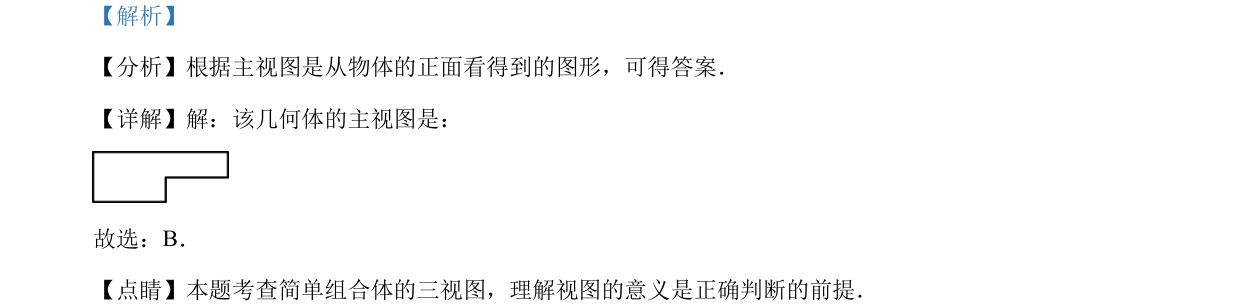 【解析】
【分析】根据主视图是从物体的正面看得到的图形，可得答案．
【详解】解：该几何体的主视图是：
故选：B．
【点睛】本题考查简单组合体的三视图，理解视图的意义是正确判断的前提．